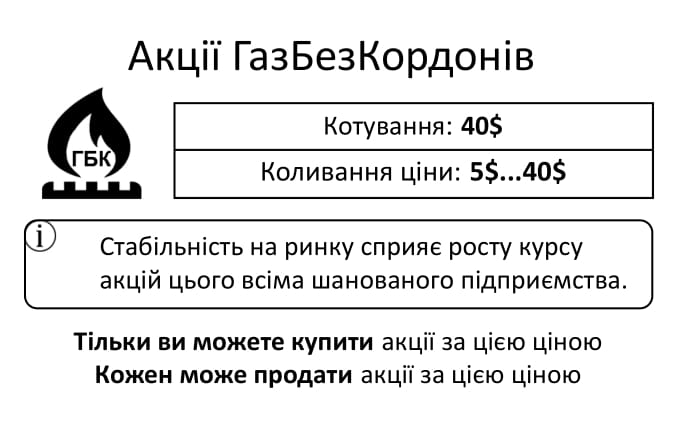 Акції ГазБезКордонів
ГБК
Котування: 40$
Коливання ціни: 5$...40$
i
Стабільність на ринку сприяє росту курсу
акцій цього всіма шанованого підприємства.
Тільки ви можете купити акції за цією ціною
Кожен може продати акції за цією ціною